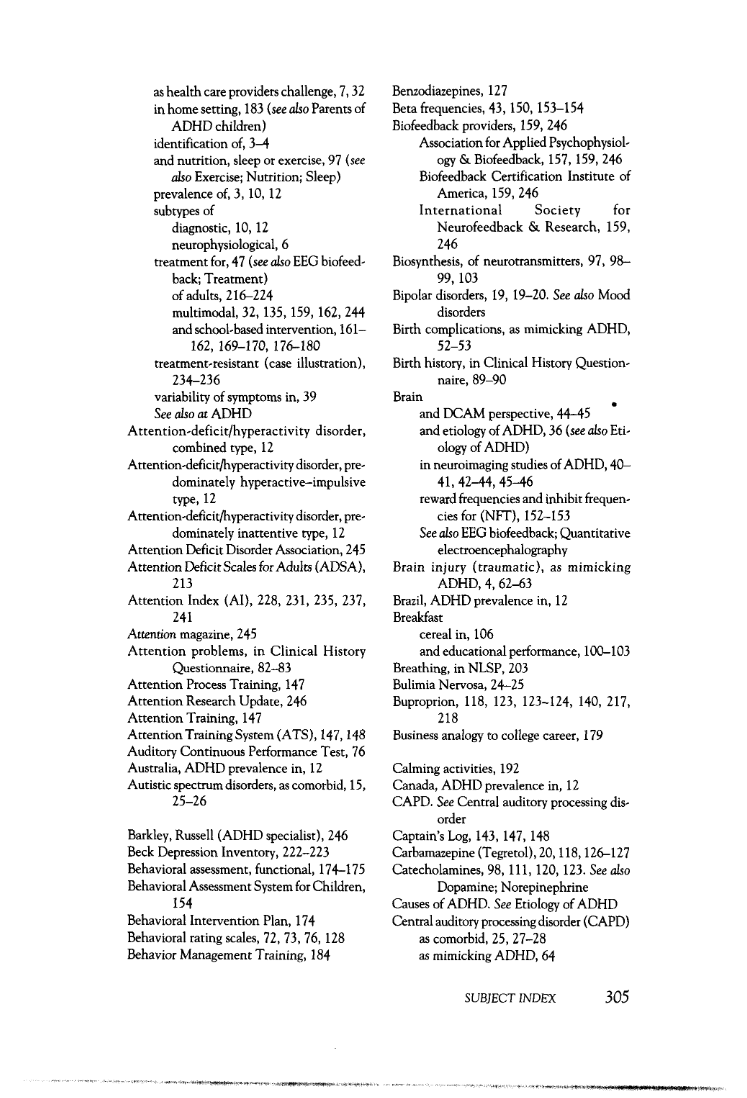 as health care providers challenge, 7, 32
in home setting, 183 (see also Parents of
ADHD children)
identification of, 3–4
and nutrition, sleep or exercise, 97 (see
also Exercise; Nutrition; Sleep)
prevalence of, 3, 10, 12
subtypes of
diagnostic, 10, 12
neurophysiological, 6
treatment for, 47 (see also EEG biofeed-
back; Treatment)
of adults, 216–224
multimodal, 32, 135, 159, 162, 244
and school-based intervention, 161–
162, 169–170, 176–180
treatment-resistant (case illustration),
234–236
variability of symptoms in, 39
See also at ADHD
Attention-deficit/hyperactivity disorder,
combined type, 12
Attention-deficit/hyperactivity disorder, pre-
dominately hyperactive–impulsive
type, 12
Attention-deficit/hyperactivity disorder, pre-
dominately inattentive type, 12
Attention Deficit Disorder Association, 245
Attention Deficit Scales for Adults (ADSA),
213
Attention Index (AI), 228, 231, 235, 237,
241
Attention magazine, 245
Attention problems, in Clinical History
Questionnaire, 82–83
Attention Process Training, 147
Attention Research Update, 246
Attention Training, 147
Attention Training System (ATS), 147, 148
Auditory Continuous Performance Test, 76
Australia, ADHD prevalence in, 12
Autistic spectrum disorders, as comorbid, 15,
25–26
Barkley, Russell (ADHD specialist), 246
Beck Depression Inventory, 222–223
Behavioral assessment, functional, 174–175
Behavioral Assessment System for Children,
154
Behavioral Intervention Plan, 174
Behavioral rating scales, 72, 73, 76, 128
Behavior Management Training, 184
Benzodiazepines, 127
Beta frequencies, 43, 150, 153–154
Biofeedback providers, 159, 246
Association for Applied Psychophysiol-
ogy & Biofeedback, 157, 159, 246
Biofeedback Certification Institute of
America, 159, 246
International Society for
Neurofeedback & Research, 159,
246
Biosynthesis, of neurotransmitters, 97, 98–
99, 103
Bipolar disorders, 19, 19–20. See also Mood
disorders
Birth complications, as mimicking ADHD,
52–53
Birth history, in Clinical History Question-
naire, 89–90
Brain
and DCAM perspective, 44–45
and etiology of ADHD, 36 (see also Eti-
ology of ADHD)
in neuroimaging studies of ADHD, 40–
41, 42–44, 45–46
reward frequencies and inhibit frequen-
cies for (NFT), 152–153
See also EEG biofeedback; Quantitative
electroencephalography
Brain injury (traumatic), as mimicking
ADHD, 4, 62–63
Brazil, ADHD prevalence in, 12
Breakfast
cereal in, 106
and educational performance, 100–103
Breathing, in NLSP, 203
Bulimia Nervosa, 24–25
Buproprion, 118, 123, 123–124, 140, 217,
218
Business analogy to college career, 179
Calming activities, 192
Canada, ADHD prevalence in, 12
CAPD. See Central auditory processing dis-
order
Captain's Log, 143, 147, 148
Carbamazepine (Tegretol), 20, 118, 126–127
Catecholamines, 98, 111, 120, 123. See also
Dopamine; Norepinephrine
Causes of ADHD. See Etiology of ADHD
Central auditory processing disorder (CAPD)
as comorbid, 25, 27–28
as mimicking ADHD, 64
SUBJECT INDEX 305